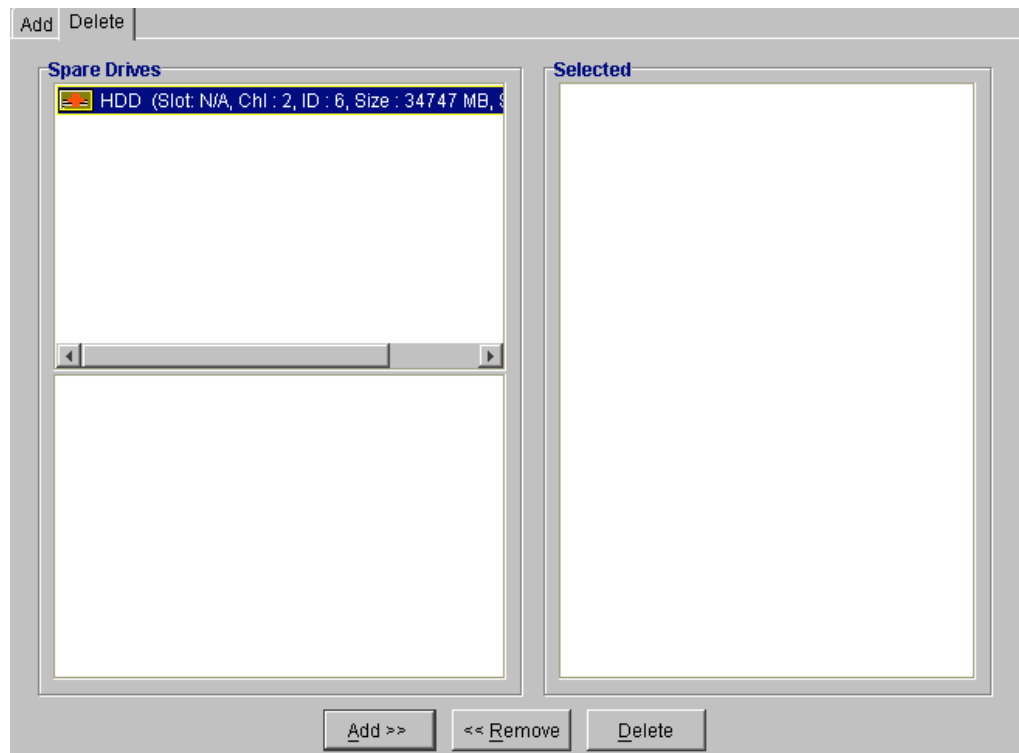 Add Delete
Spare Drives
HDD (Slot: N/A, Chl : 2, ID : 6, Size : 34747 MB,
Selected
Add >> << Remove Delete